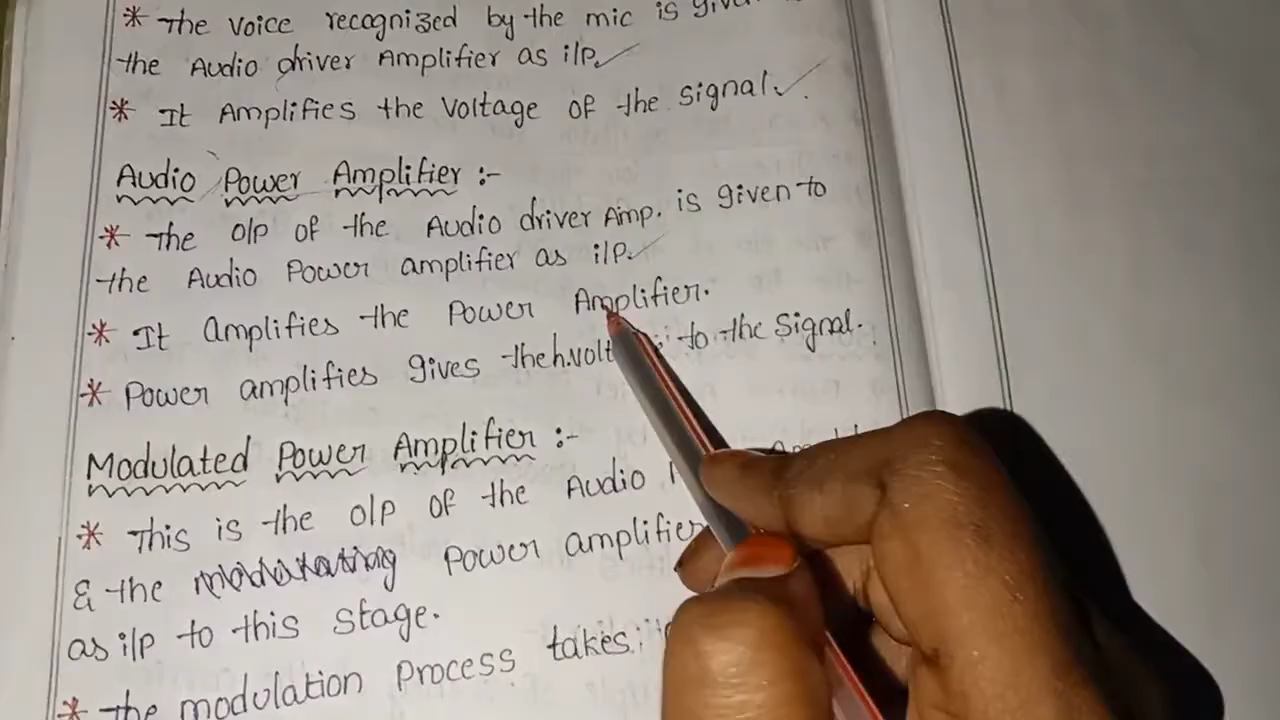 * The voice recognized by the mic is
the Audio driver Amplifier as i/p
* It Amplifies the Voltage of the signal.
Audio Power Amplifier :-
* The o/p of the Audio driver Amp. is given to
the Audio Power amplifier as i/p.
* It amplifies the Power Amplifier.
* Power amplifies gives the h.volt to the Signal.
Modulated Power Amplifier :-
* This is the o/p of the Audio
& the Power amplifier
as i/p to this stage.
* The modulation Process takes